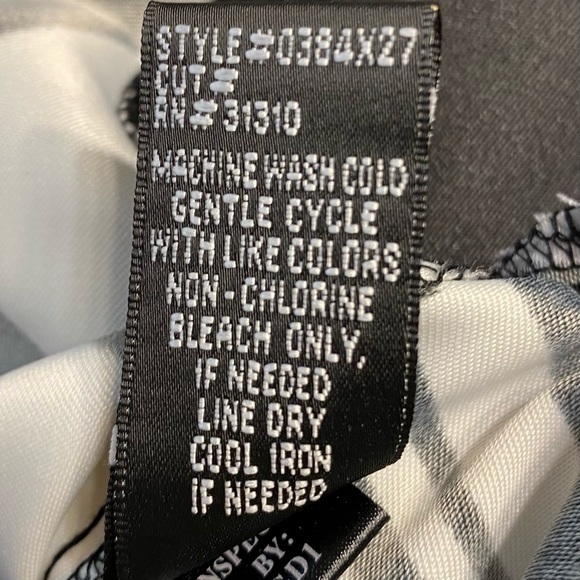 STYLE#0384X27
CUT#
AN# 31310
MACHINE WASH COLD
GENTLE CYCLE
WITH LIKE COLORS
NON-CHLORINE
BLEACH ONLY,
IF NEEDED
LINE DRY
COOL IRON
IF NEEDED
BY: